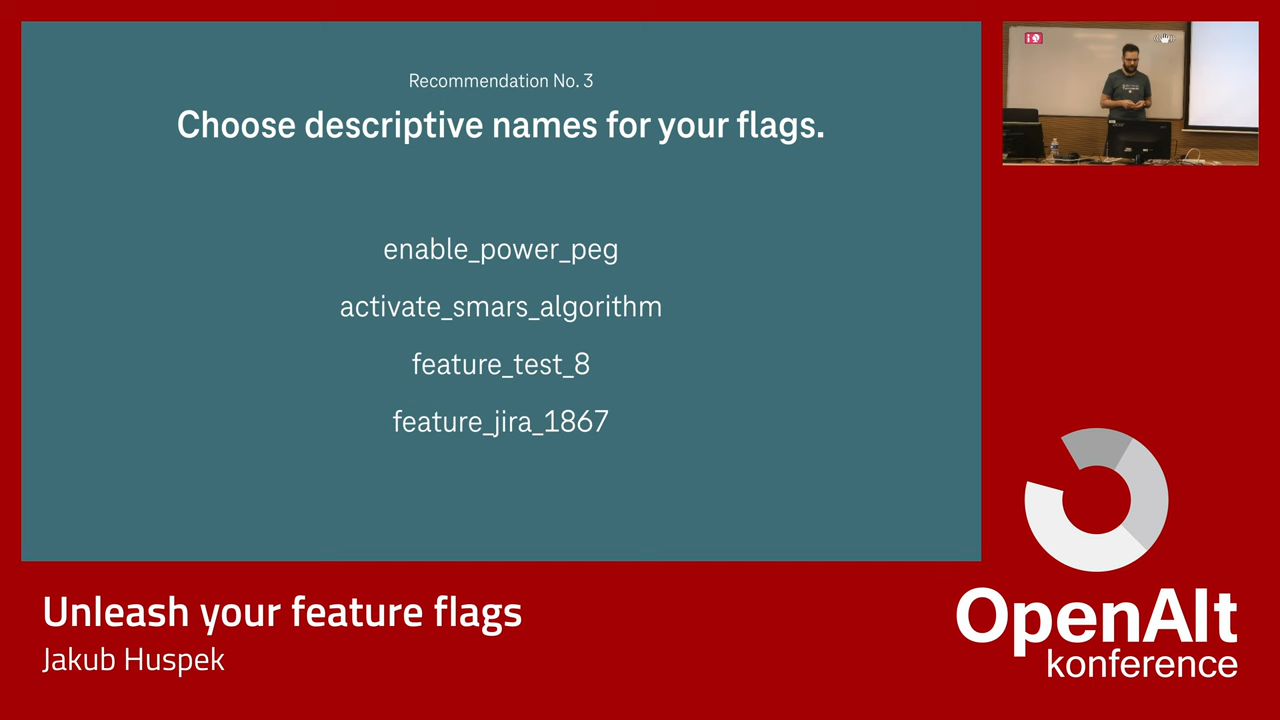 Recommendation No. 3
Choose descriptive names for your flags.
enable_power_peg
activate_smars_algorithm
feature_test_8
feature_jira_1867
Unleash your feature flags
Jakub Huspek
OpenAlt
konference